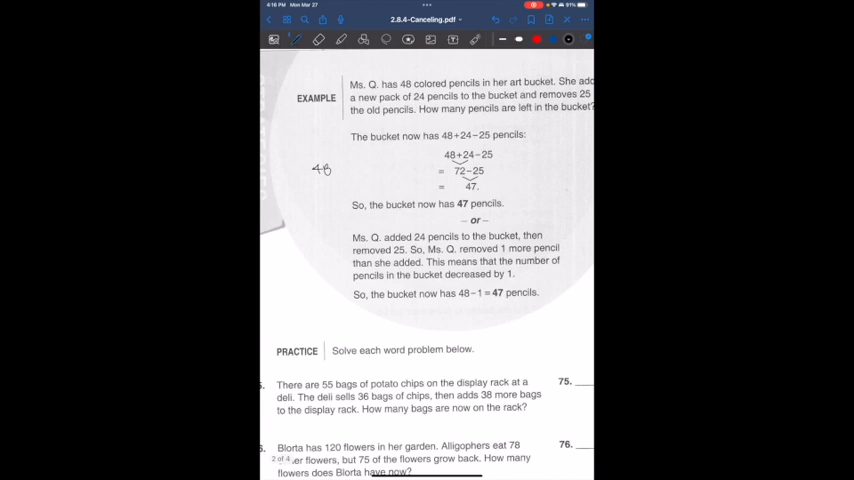 4:16 PM Mon Mar 27
91%
2.8.4-Canceling.pdf
EXAMPLE
Ms. Q. has 48 colored pencils in her art bucket. She add
a new pack of 24 pencils to the bucket and removes 25
the old pencils. How many pencils are left in the bucket?
The bucket now has 48+24−25 pencils:
48+24−25
= 72−25
= 47.
48
So, the bucket now has 47 pencils.
– or –
Ms. Q. added 24 pencils to the bucket, then
removed 25. So, Ms. Q. removed 1 more pencil
than she added. This means that the number of
pencils in the bucket decreased by 1.
So, the bucket now has 48−1=47 pencils.
PRACTICE
Solve each word problem below.
5. There are 55 bags of potato chips on the display rack at a
deli. The deli sells 36 bags of chips, then adds 38 more bags
to the display rack. How many bags are now on the rack?
75.
6. Blorta has 120 flowers in her garden. Alligophers eat 78
er flowers, but 75 of the flowers grow back. How many
flowers does Blorta have now?
76.
2 of 4